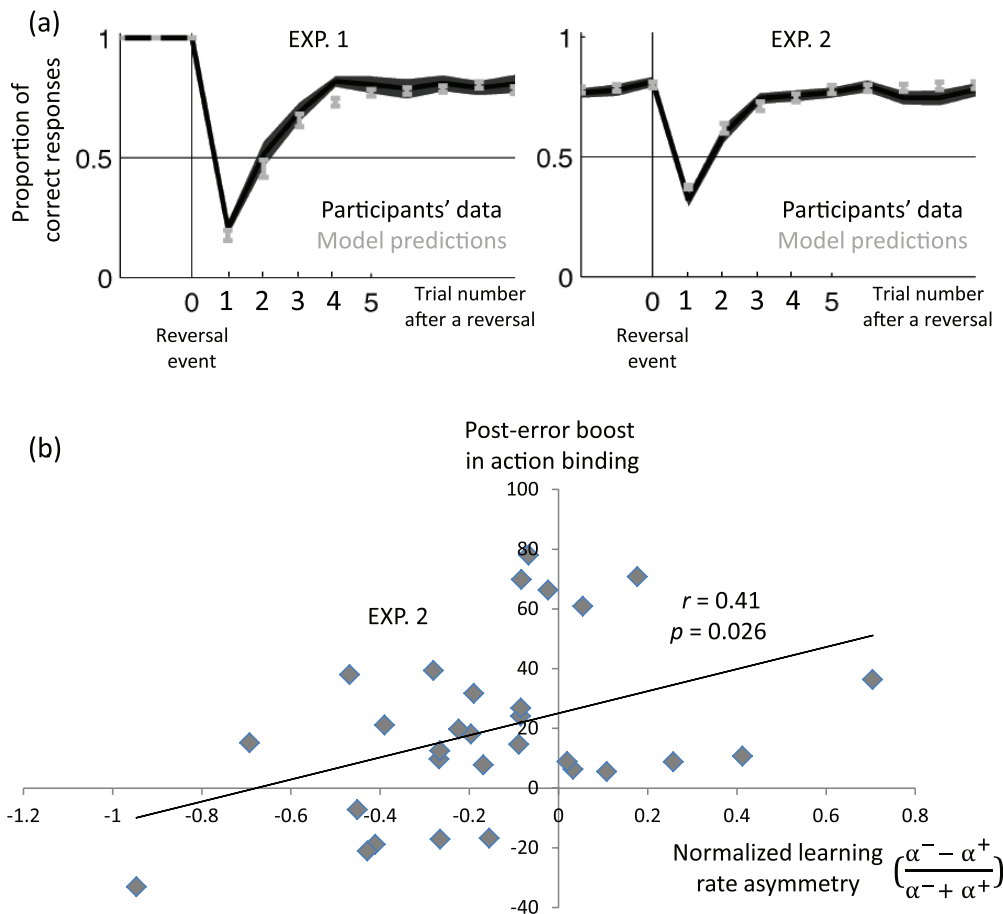 (a)
EXP. 1
EXP. 2
Proportion of
correct responses
1
0.5
0
1
0.5
0
Participants' data
Model predictions
Participants' data
Model predictions
0 1 2 3 4 5
Trial number
after a reversal
Reversal
event
0 1 2 3 4 5
Trial number
after a reversal
Reversal
event
(b)
Post-error boost
in action binding
100
80
60
40
20
0
-20
-40
EXP. 2
r = 0.41
p = 0.026
-1.2 -1 -0.8 -0.6 -0.4 -0.2 0 0.2 0.4 0.6 0.8
Normalized learning
rate asymmetry
(α⁻ − α⁺ / α⁻ + α⁺)